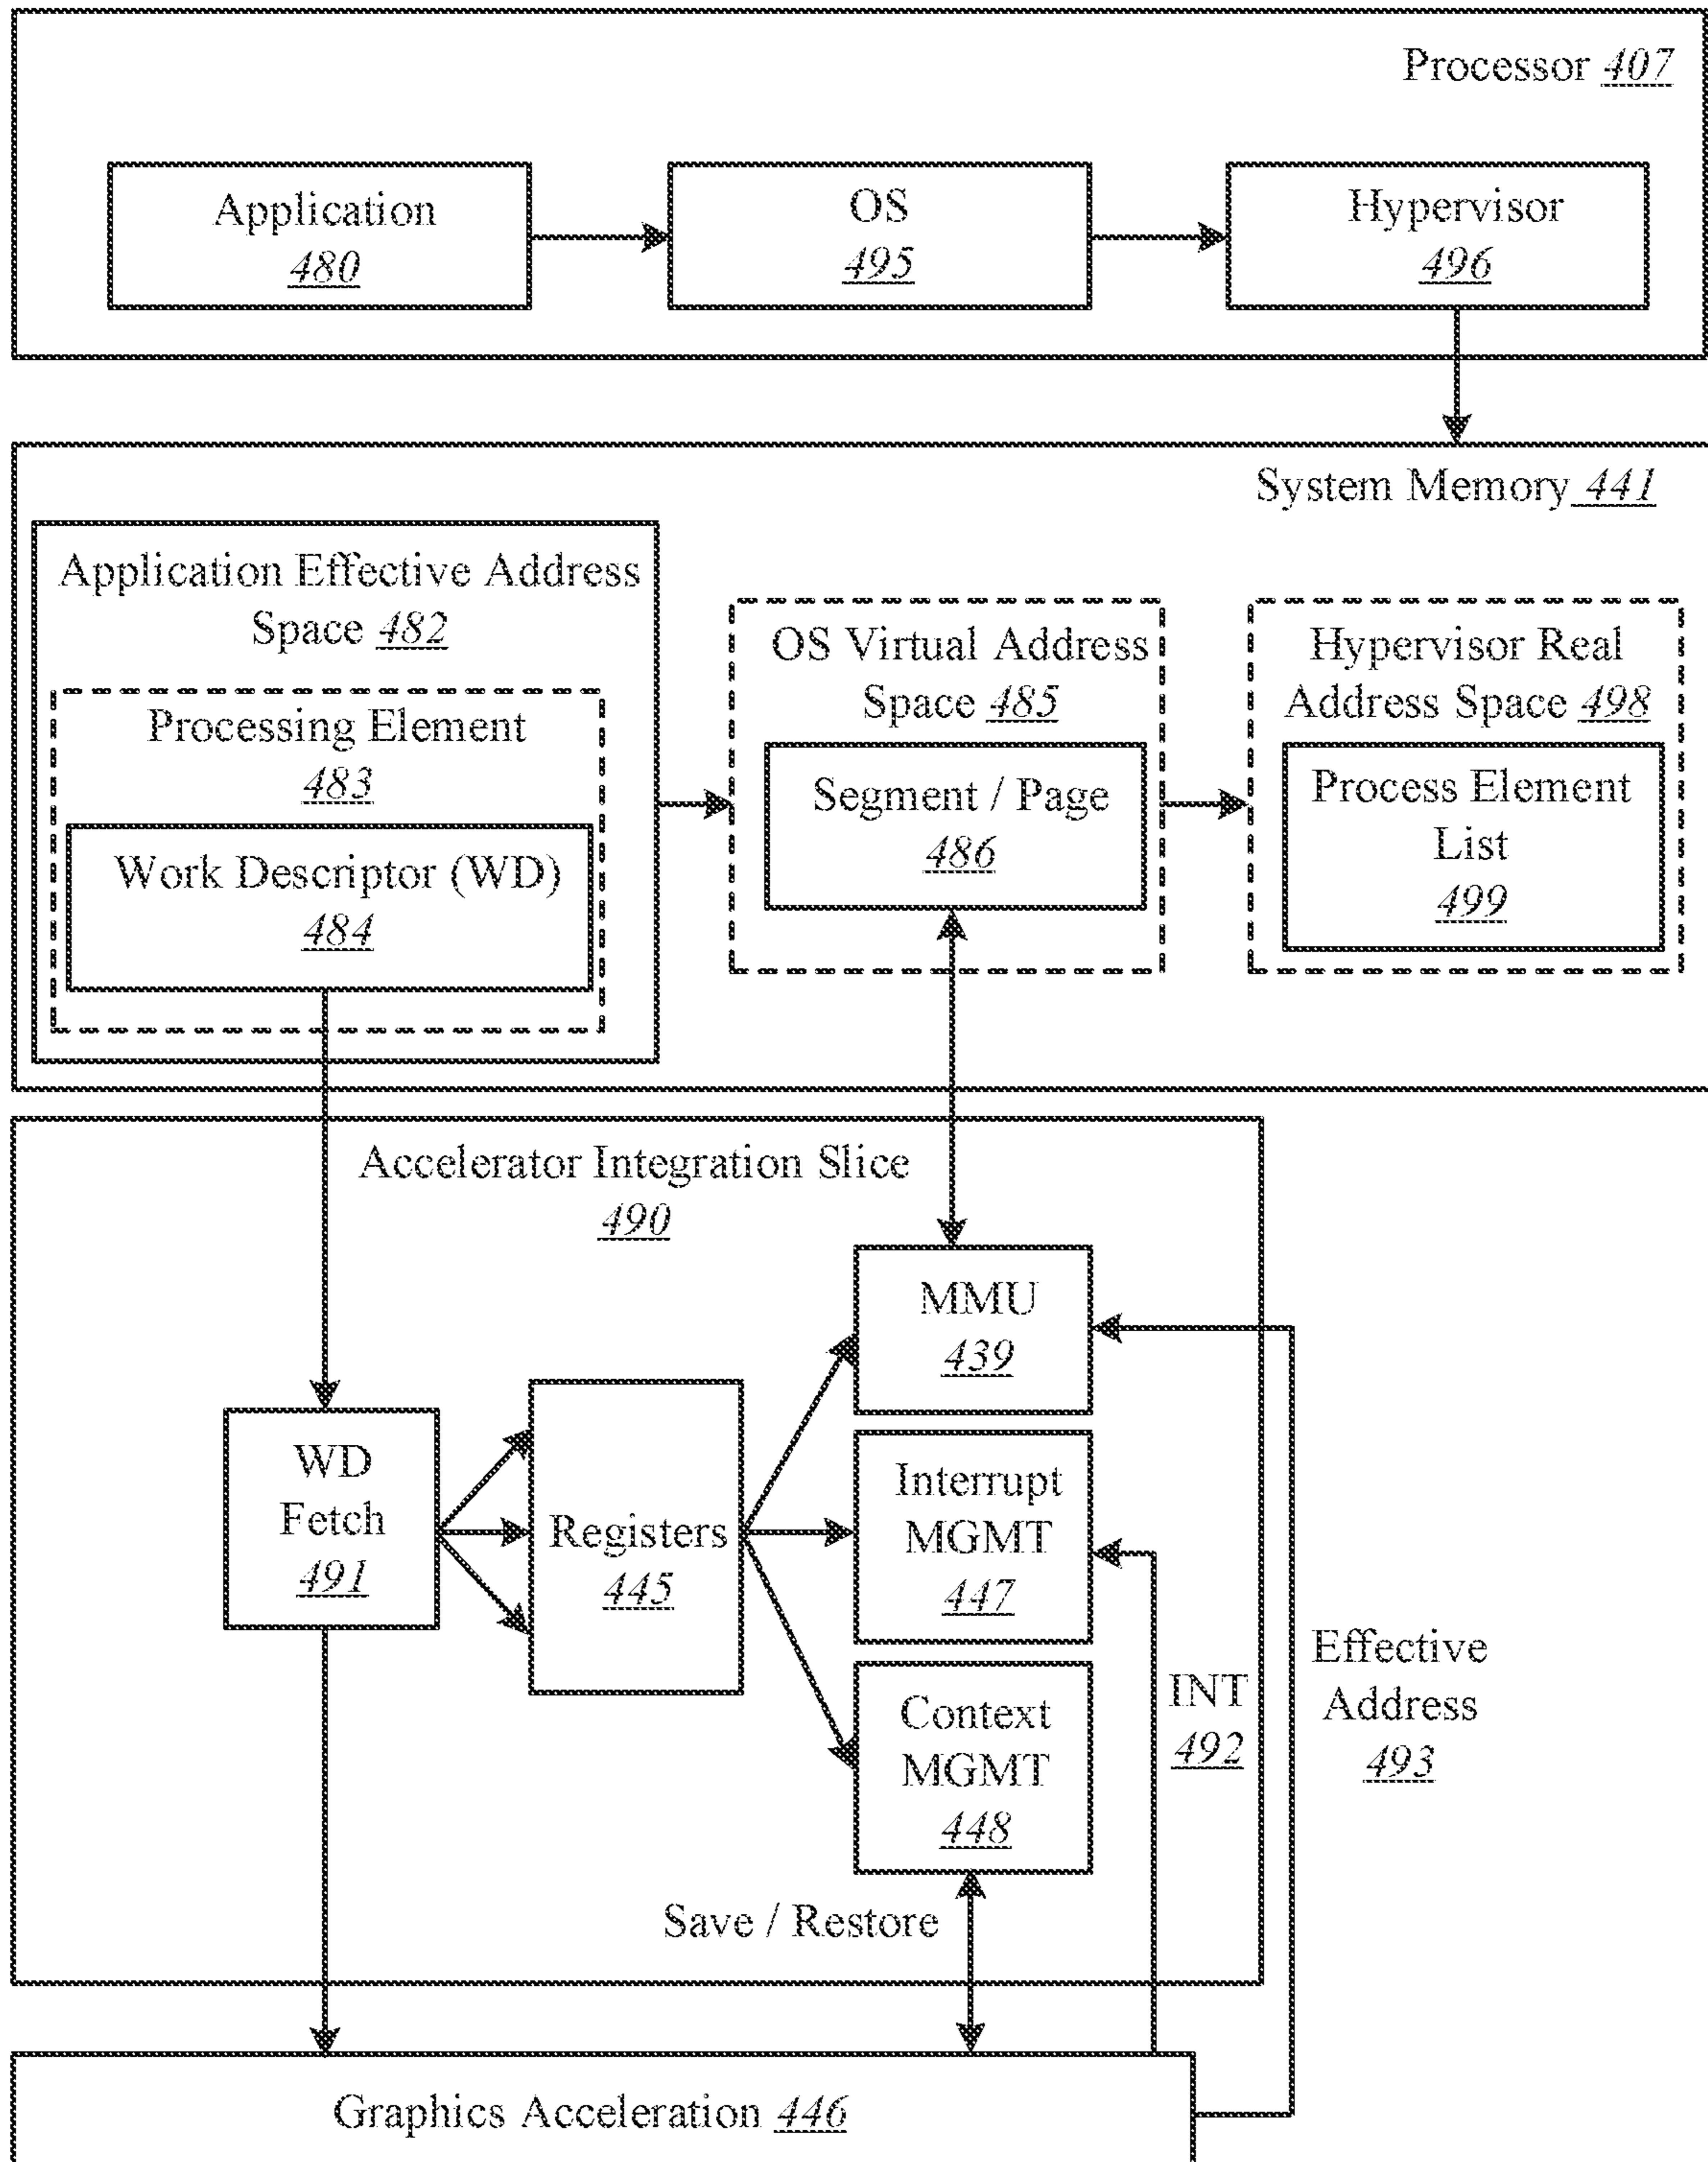 Processor 407
Application
480
OS
495
Hypervisor
496
System Memory 441
Application Effective Address
Space 482
Processing Element
483
Work Descriptor (WD)
484
OS Virtual Address
Space 485
Segment / Page
486
Hypervisor Real
Address Space 498
Process Element
List
499
Accelerator Integration Slice
490
MMU
439
WD
Fetch
491
Registers
445
Interrupt
MGMT
447
Context
MGMT
448
INT
492
Effective
Address
493
Save / Restore
Graphics Acceleration 446